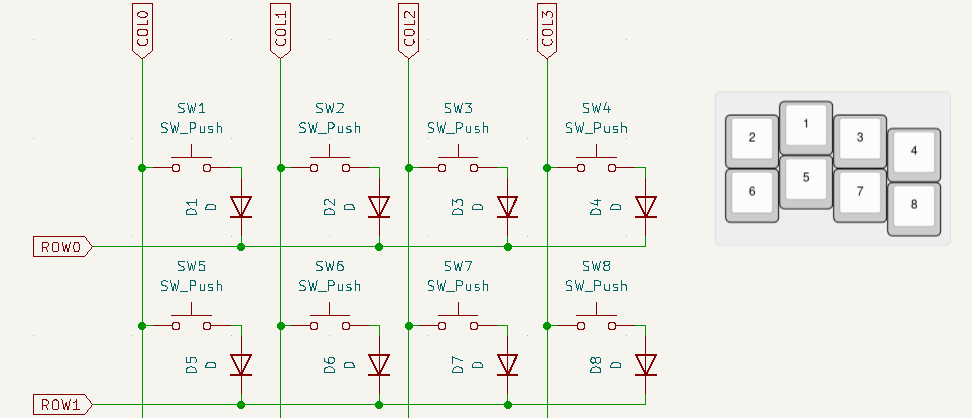 COL0 COL1 COL2 COL3
SW1 SW2 SW3 SW4
SW_Push SW_Push SW_Push SW_Push
D1 D D2 D D3 D D4 D
ROW0
SW5 SW6 SW7 SW8
SW_Push SW_Push SW_Push SW_Push
D5 D D6 D D7 D D8 D
ROW1
2 1 3 4
6 5 7 8